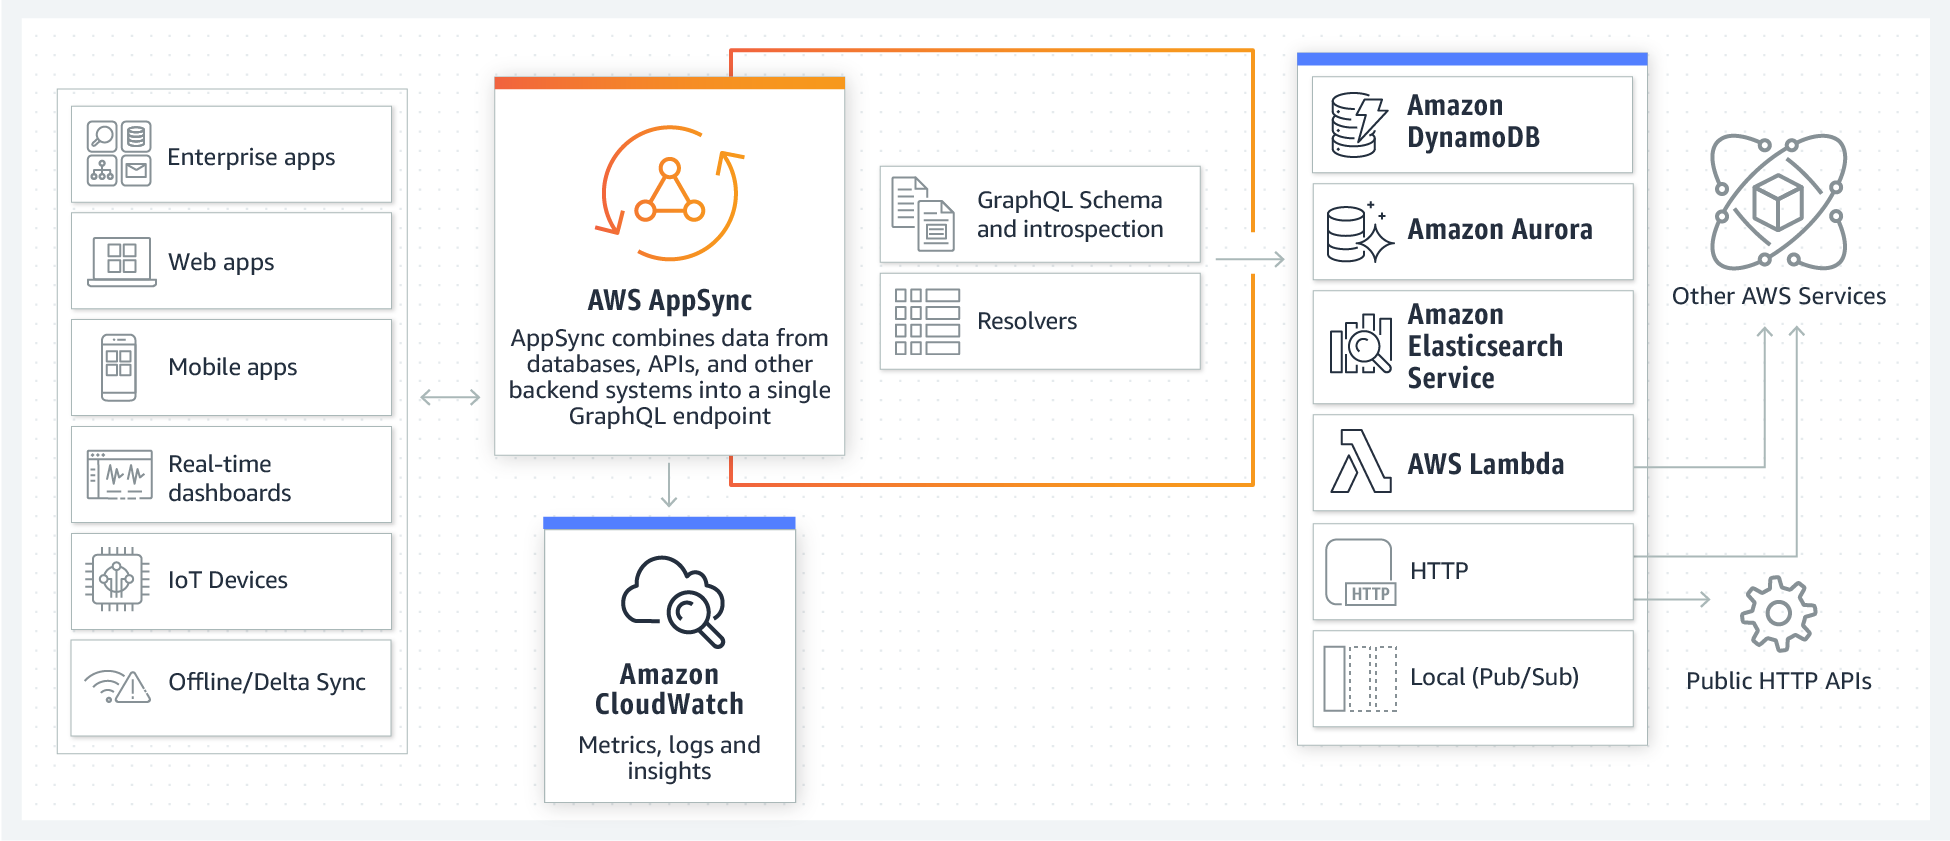 Enterprise apps
Web apps
Mobile apps
Real-time
dashboards
IoT Devices
Offline/Delta Sync
AWS AppSync
AppSync combines data from
databases, APIs, and other
backend systems into a single
GraphQL endpoint
Amazon
CloudWatch
Metrics, logs and
insights
GraphQL Schema
and introspection
Resolvers
Amazon
DynamoDB
Amazon Aurora
Amazon
Elasticsearch
Service
AWS Lambda
HTTP
HTTP
Local (Pub/Sub)
Other AWS Services
Public HTTP APIs